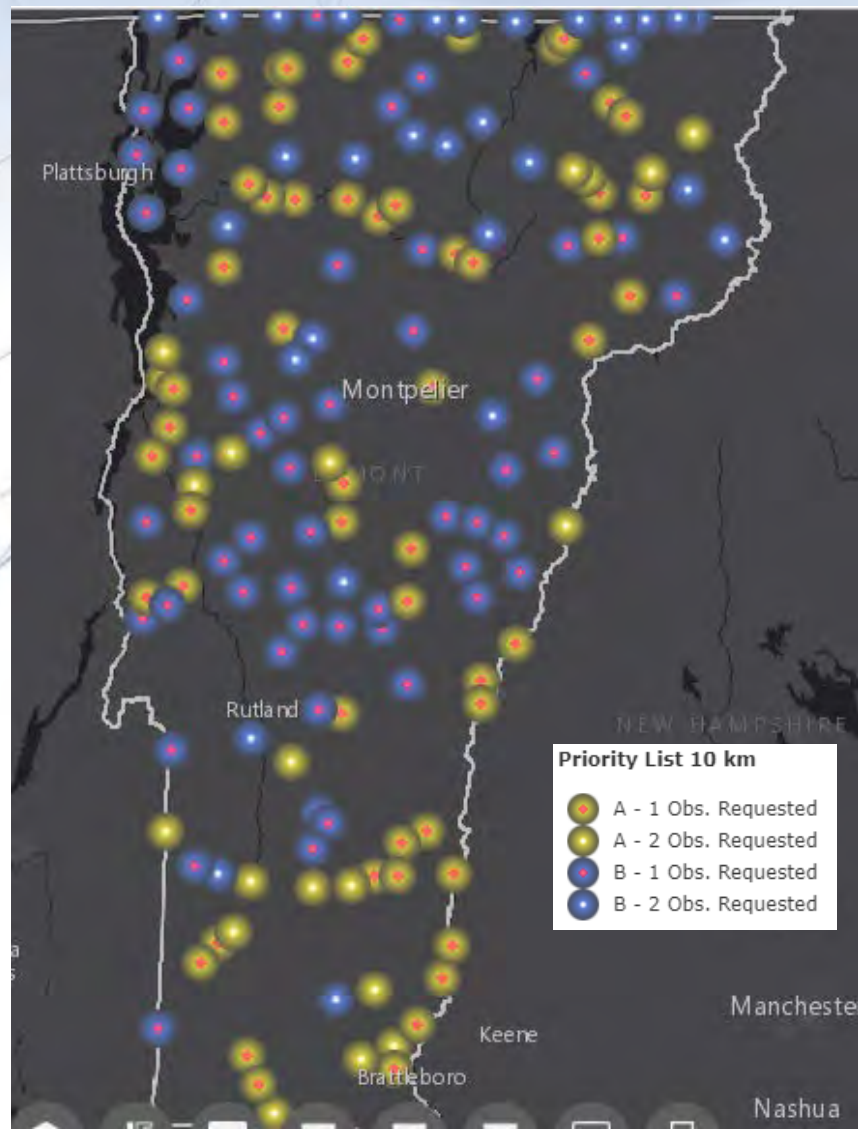 Plattsburgh
Montpelier
Rutland
NEW HAMPSHIRE
Priority List 10 km
A - 1 Obs. Requested
A - 2 Obs. Requested
B - 1 Obs. Requested
B - 2 Obs. Requested
Mancheste
Keene
Brattleboro
Nashua